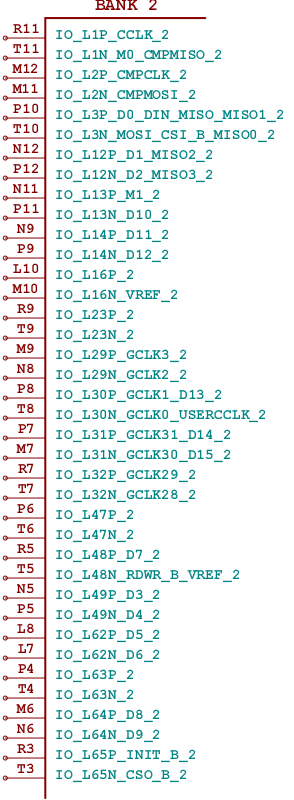 BANK 2
R11 IO_L1P_CCLK_2
T11 IO_L1N_M0_CMPMISO_2
M12 IO_L2P_CMPCLK_2
M11 IO_L2N_CMPMOSI_2
P10 IO_L3P_D0_DIN_MISO_MISO1_2
T10 IO_L3N_MOSI_CSI_B_MISO0_2
N12 IO_L12P_D1_MISO2_2
P12 IO_L12N_D2_MISO3_2
N11 IO_L13P_M1_2
P11 IO_L13N_D10_2
N9 IO_L14P_D11_2
P9 IO_L14N_D12_2
L10 IO_L16P_2
M10 IO_L16N_VREF_2
R9 IO_L23P_2
T9 IO_L23N_2
M9 IO_L29P_GCLK3_2
N8 IO_L29N_GCLK2_2
P8 IO_L30P_GCLK1_D13_2
T8 IO_L30N_GCLK0_USERCCLK_2
P7 IO_L31P_GCLK31_D14_2
M7 IO_L31N_GCLK30_D15_2
R7 IO_L32P_GCLK29_2
T7 IO_L32N_GCLK28_2
P6 IO_L47P_2
T6 IO_L47N_2
R5 IO_L48P_D7_2
T5 IO_L48N_RDWR_B_VREF_2
N5 IO_L49P_D3_2
P5 IO_L49N_D4_2
L8 IO_L62P_D5_2
L7 IO_L62N_D6_2
P4 IO_L63P_2
T4 IO_L63N_2
M6 IO_L64P_D8_2
N6 IO_L64N_D9_2
R3 IO_L65P_INIT_B_2
T3 IO_L65N_CSO_B_2